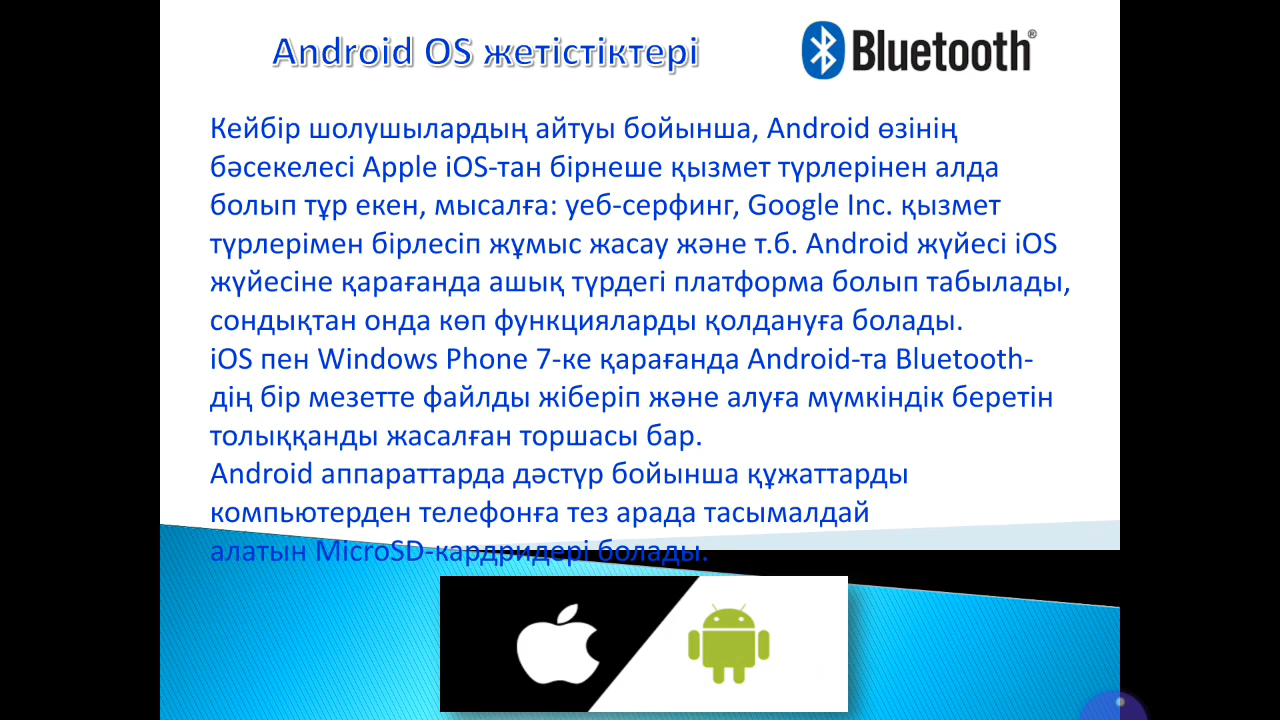 Android OS жетістіктері
Bluetooth®
Кейбір шолушылардың айтуы бойынша, Android өзінің
бәсекелесі Apple iOS-тан бірнеше қызмет түрлерінен алда
болып тұр екен, мысалға: уеб-серфинг, Google Inc. қызмет
түрлерімен бірлесіп жұмыс жасау және т.б. Android жүйесі iOS
жүйесіне қарағанда ашық түрдегі платформа болып табылады,
сондықтан онда көп функцияларды қолдануға болады.
iOS пен Windows Phone 7-ке қарағанда Android-та Bluetooth-
дің бір мезетте файлды жіберіп және алуға мүмкіндік беретін
толыққанды жасалған торшасы бар.
Android аппараттарда дәстүр бойынша құжаттарды
компьютерден телефонға тез арада тасымалдай
алатын MicroSD-кардридері болады.